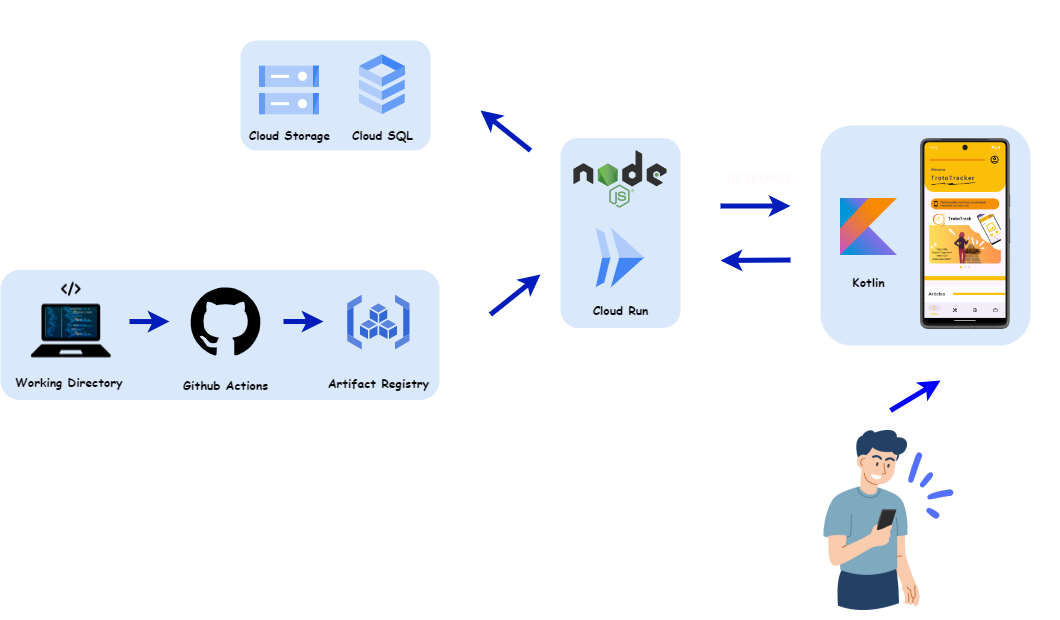 Cloud Storage
Cloud SQL
node
JS
Cloud Run
RESPONSE
Kotlin
TrotoTracker
TrotoTrack
Articles
</>
Working Directory
Github Actions
Artifact Registry